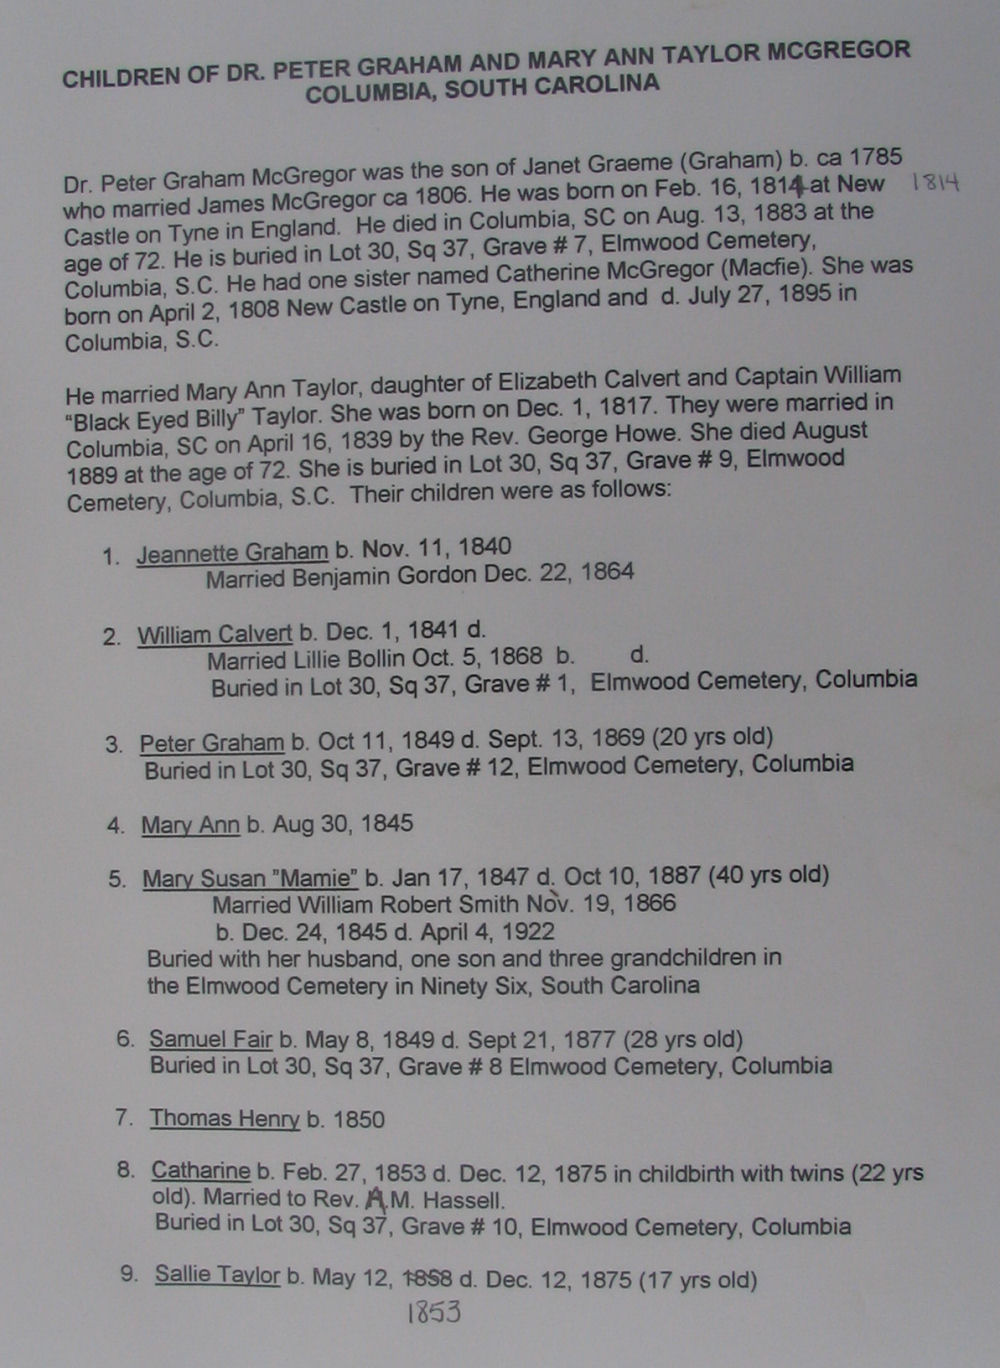 CHILDREN OF DR. PETER GRAHAM AND MARY ANN TAYLOR MCGREGOR
COLUMBIA, SOUTH CAROLINA
Dr. Peter Graham McGregor was the son of Janet Graeme (Graham) b. ca 1785
who married James McGregor ca 1806. He was born on Feb. 16, 1814 at New 1814
Castle on Tyne in England. He died in Columbia, SC on Aug. 13, 1883 at the
age of 72. He is buried in Lot 30, Sq 37, Grave # 7, Elmwood Cemetery,
Columbia, S.C. He had one sister named Catherine McGregor (Macfie). She was
born on April 2, 1808 New Castle on Tyne, England and d. July 27, 1895 in
Columbia, S.C.
He married Mary Ann Taylor, daughter of Elizabeth Calvert and Captain William
“Black Eyed Billy” Taylor. She was born on Dec. 1, 1817. They were married in
Columbia, SC on April 16, 1839 by the Rev. George Howe. She died August
1889 at the age of 72. She is buried in Lot 30, Sq 37, Grave # 9, Elmwood
Cemetery, Columbia, S.C. Their children were as follows:
1. Jeannette Graham b. Nov. 11, 1840
Married Benjamin Gordon Dec. 22, 1864
2. William Calvert b. Dec. 1, 1841 d.
Married Lillie Bollin Oct. 5, 1868 b. d.
Buried in Lot 30, Sq 37, Grave # 1, Elmwood Cemetery, Columbia
3. Peter Graham b. Oct 11, 1849 d. Sept. 13, 1869 (20 yrs old)
Buried in Lot 30, Sq 37, Grave # 12, Elmwood Cemetery, Columbia
4. Mary Ann b. Aug 30, 1845
5. Mary Susan ”Mamie” b. Jan 17, 1847 d. Oct 10, 1887 (40 yrs old)
Married William Robert Smith Nov. 19, 1866
b. Dec. 24, 1845 d. April 4, 1922
Buried with her husband, one son and three grandchildren in
the Elmwood Cemetery in Ninety Six, South Carolina
6. Samuel Fair b. May 8, 1849 d. Sept 21, 1877 (28 yrs old)
Buried in Lot 30, Sq 37, Grave # 8 Elmwood Cemetery, Columbia
7. Thomas Henry b. 1850
8. Catharine b. Feb. 27, 1853 d. Dec. 12, 1875 in childbirth with twins (22 yrs
old). Married to Rev. A.M. Hassell.
Buried in Lot 30, Sq 37, Grave # 10, Elmwood Cemetery, Columbia
9. Sallie Taylor b. May 12, 1858 d. Dec. 12, 1875 (17 yrs old)
1853